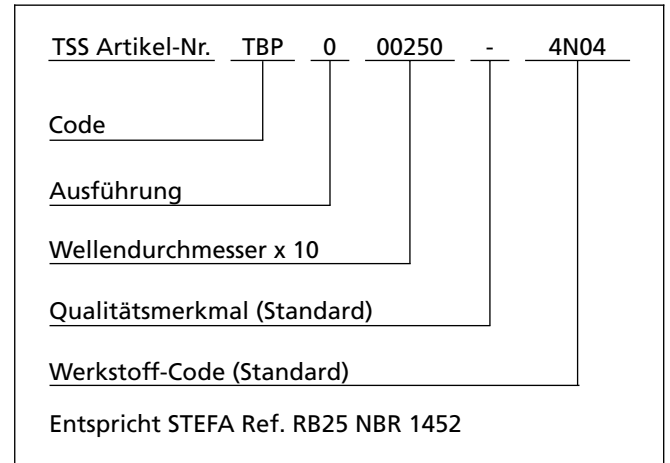 TSS Artikel-Nr. TBP 0 00250 - 4N04
Code
Ausführung
Wellendurchmesser x 10
Qualitätsmerkmal (Standard)
Werkstoff-Code (Standard)
Entspricht STEFA Ref. RB25 NBR 1452